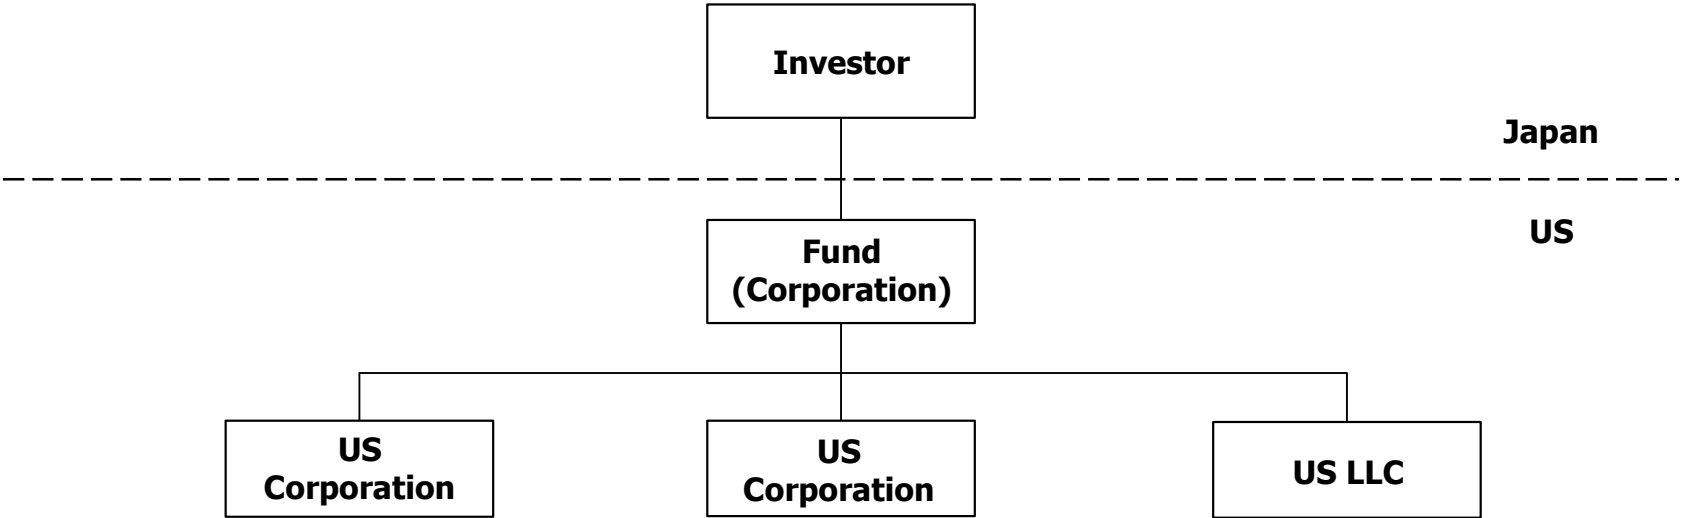 Investor
Japan
US
Fund
(Corporation)
US
Corporation
US
Corporation
US LLC